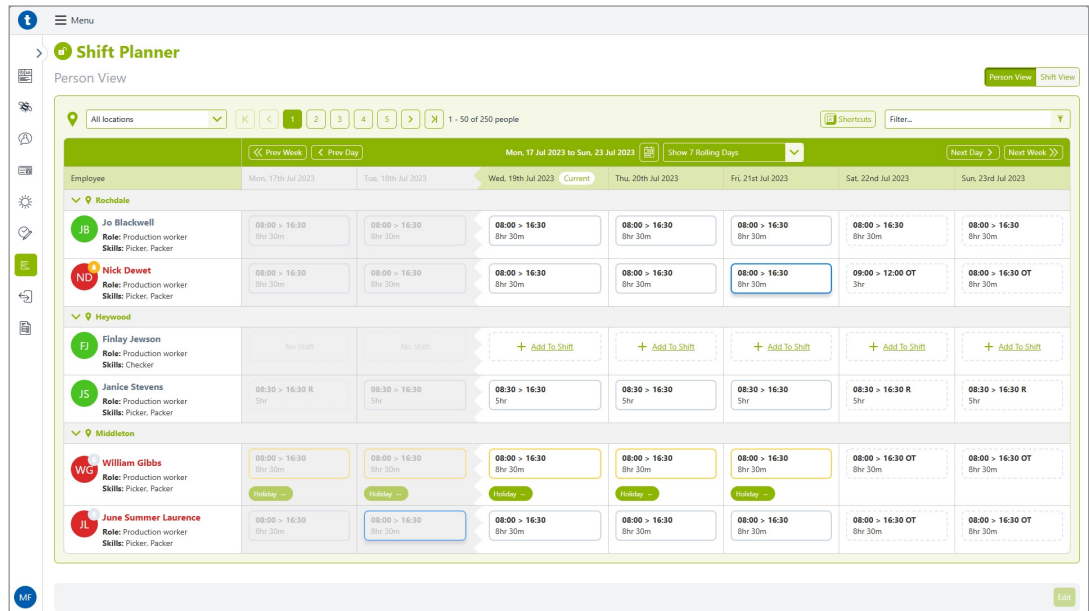 t Menu
Shift Planner
Person View
Person View Shift View
All locations 1 2 3 4 5 1 - 50 of 250 people Shortcuts Filter...
Prev Week Prev Day Mon, 17 Jul 2023 to Sun, 23 Jul 2023 Show 7 Rolling Days Next Day Next Week
Employee Mon, 17th Jul 2023 Tue, 18th Jul 2023 Wed, 19th Jul 2023 Current Thu, 20th Jul 2023 Fri, 21st Jul 2023 Sat, 22nd Jul 2023 Sun, 23rd Jul 2023
Rochdale
JB Jo Blackwell
Role: Production worker
Skills: Picker, Packer
08:00 > 16:30 08:00 > 16:30 08:00 > 16:30 08:00 > 16:30 08:00 > 16:30 08:00 > 16:30 08:00 > 16:30
8hr 30m 8hr 30m 8hr 30m 8hr 30m 8hr 30m 8hr 30m 8hr 30m
ND Nick Dewet
Role: Production worker
Skills: Picker, Packer
08:00 > 16:30 08:00 > 16:30 08:00 > 16:30 08:00 > 16:30 08:00 > 16:30 09:00 > 12:00 OT 08:00 > 16:30 OT
8hr 30m 8hr 30m 8hr 30m 8hr 30m 8hr 30m 3hr 8hr 30m
Heywood
FJ Finlay Jewson
Role: Production worker
Skills: Checker
No Shift No Shift + Add To Shift + Add To Shift + Add To Shift + Add To Shift + Add To Shift
JS Janice Stevens
Role: Production worker
Skills: Picker, Packer
08:30 > 16:30 R 08:30 > 16:30 08:30 > 16:30 08:30 > 16:30 08:30 > 16:30 08:30 > 16:30 R 08:30 > 16:30 R
5hr 5hr 5hr 5hr 5hr 5hr 5hr
Middleton
WG William Gibbs
Role: Production worker
Skills: Picker, Packer
08:00 > 16:30 08:00 > 16:30 08:00 > 16:30 08:00 > 16:30 08:00 > 16:30 08:00 > 16:30 OT 08:00 > 16:30 OT
8hr 30m 8hr 30m 8hr 30m 8hr 30m 8hr 30m 8hr 30m 8hr 30m
Holiday Holiday Holiday Holiday Holiday
JL June Summer Laurence
Role: Production worker
Skills: Picker, Packer
08:00 > 16:30 08:00 > 16:30 08:00 > 16:30 08:00 > 16:30 08:00 > 16:30 08:00 > 16:30 OT 08:00 > 16:30 OT
8hr 30m 8hr 30m 8hr 30m 8hr 30m 8hr 30m 8hr 30m 8hr 30m
MF Edit